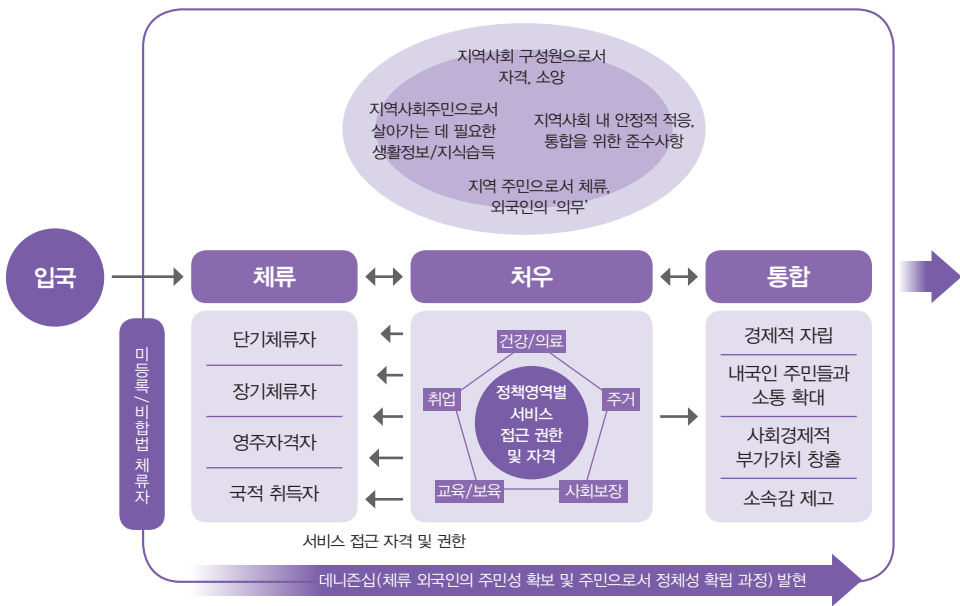 지역사회 구성원으로서
자격, 소양
지역사회주민으로서
살아가는 데 필요한
생활정보/지식습득
지역사회 내 안정적 적응,
통합을 위한 준수사항
지역 주민으로서 체류,
외국인의 ‘의무’
입국
체류
처우
통합
미등록/비합법 체류자
단기체류자
장기체류자
영주자격자
국적 취득자
건강/의료
취업
주거
정책영역별
서비스
접근 권한
및 자격
교육/보육
사회보장
경제적 자립
내국인 주민들과
소통 확대
사회경제적
부가가치 창출
소속감 제고
서비스 접근 자격 및 권한
데니즌십(체류 외국인의 주민성 확보 및 주민으로서 정체성 확립 과정) 발현